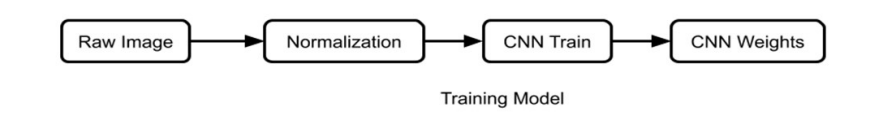 Raw Image
Normalization
CNN Train
CNN Weights
Training Model